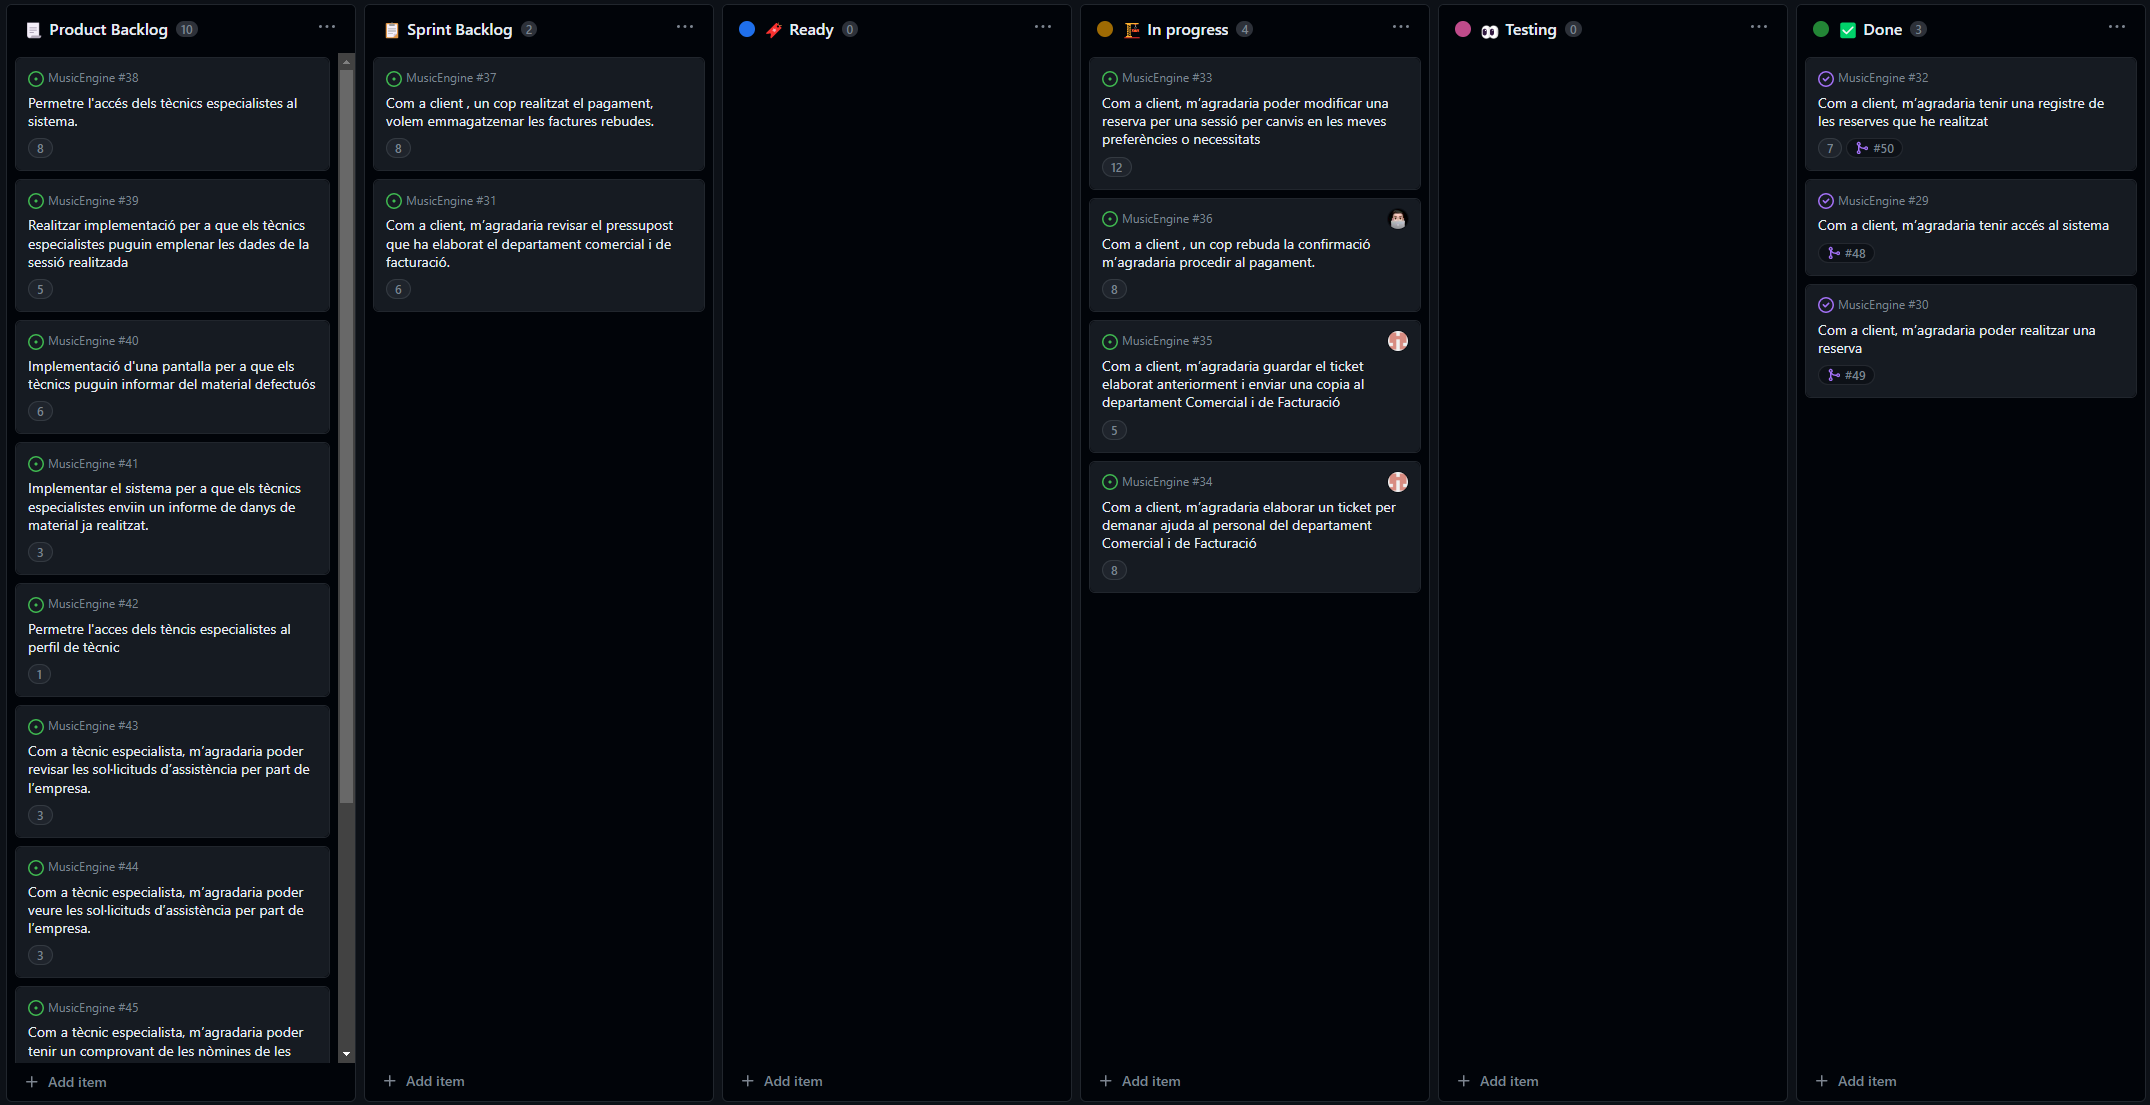 Product Backlog 10
MusicEngine #38
Permetre l'accés dels tècnics especialistes al
sistema.
8
MusicEngine #39
Realitzar implementació per a que els tècnics
especialistes puguin emplenar les dades de la
sessió realitzada
5
MusicEngine #40
Implementació d'una pantalla per a que els
tècnics puguin informar del material defectuós
6
MusicEngine #41
Implementar el sistema per a que els tècnics
especialistes enviin un informe de danys de
material ja realitzat.
3
MusicEngine #42
Permetre l'acces dels tèncis especialistes al
perfil de tècnic
1
MusicEngine #43
Com a tècnic especialista, m’agradaria poder
revisar les sol·licituds d’assistència per part de
l’empresa.
3
MusicEngine #44
Com a tècnic especialista, m’agradaria poder
veure les sol·licituds d’assistència per part de
l’empresa.
3
MusicEngine #45
Com a tècnic especialista, m’agradaria poder
tenir un comprovant de les nòmines de les
+ Add item
Sprint Backlog 2
MusicEngine #37
Com a client , un cop realitzat el pagament,
volem emmagatzemar les factures rebudes.
8
MusicEngine #31
Com a client, m’agradaria revisar el pressupost
que ha elaborat el departament comercial i de
facturació.
6
+ Add item
Ready 0
+ Add item
In progress 4
MusicEngine #33
Com a client, m’agradaria poder modificar una
reserva per una sessió per canvis en les meves
preferències o necessitats
12
MusicEngine #36
Com a client , un cop rebuda la confirmació
m’agradaria procedir al pagament.
8
MusicEngine #35
Com a client, m’agradaria guardar el ticket
elaborat anteriorment i enviar una copia al
departament Comercial i de Facturació
5
MusicEngine #34
Com a client, m’agradaria elaborar un ticket per
demanar ajuda al personal del departament
Comercial i de Facturació
8
+ Add item
Testing 0
+ Add item
Done 3
MusicEngine #32
Com a client, m’agradaria tenir una registre de
les reserves que he realitzat
7 #50
MusicEngine #29
Com a client, m’agradaria tenir accés al sistema
#48
MusicEngine #30
Com a client, m’agradaria poder realitzar una
reserva
#49
+ Add item